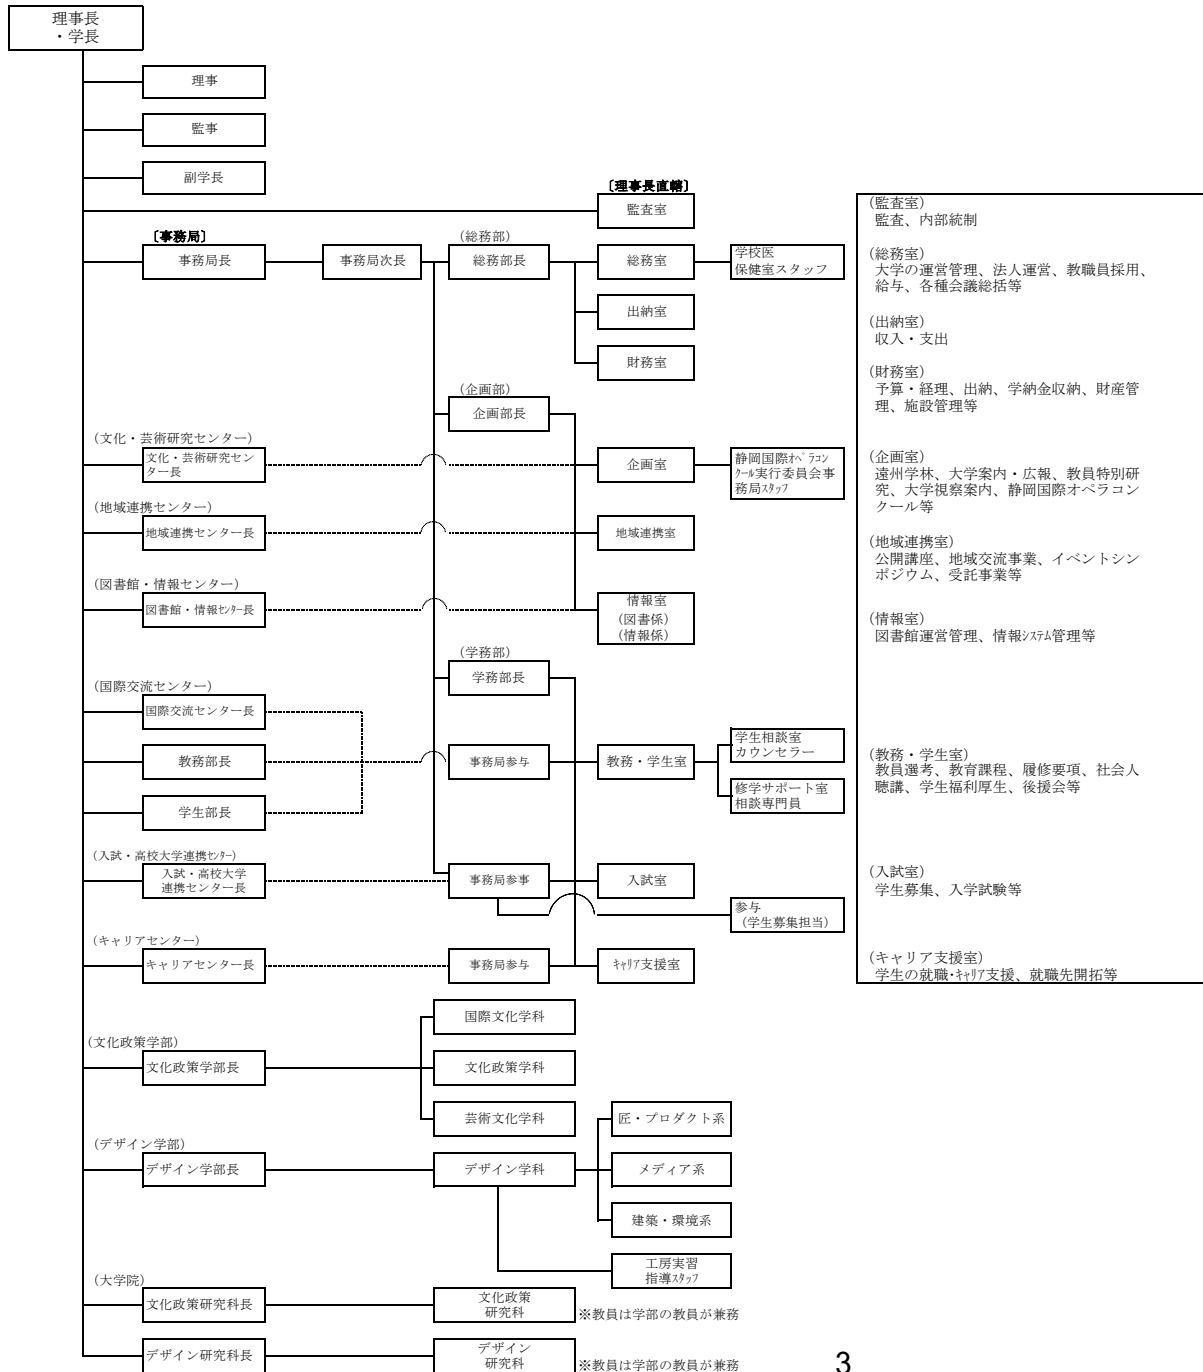 理事長
・学長
理事
監事
副学長
〔理事長直轄〕
監査室
〔事務局〕
事務局長
事務局次長
(総務部)
総務部長
総務室
学校医
保健室スタッフ
出納室
財務室
(企画部)
企画部長
(文化・芸術研究センター)
文化・芸術研究セン
ター長
企画室
静岡国際ｵﾍﾟﾗｺﾝ
ｸｰﾙ実行委員会事
務局ｽﾀｯﾌ
(地域連携センター)
地域連携センター長
地域連携室
(図書館・情報センター)
図書館・情報ｾﾝﾀｰ長
情報室
(図書係)
(情報係)
(学務部)
学務部長
(国際交流センター)
国際交流センター長
教務部長
事務局参与
教務・学生室
学生相談室
カウンセラー
修学サポート室
相談専門員
学生部長
(入試・高校大学連携ｾﾝﾀｰ)
入試・高校大学
連携センター長
事務局参事
入試室
参与
(学生募集担当)
(キャリアセンター)
キャリアセンター長
事務局参与
ｷｬﾘｱ支援室
(監査室)
監査、内部統制
(総務室)
大学の運営管理、法人運営、教職員採用、
給与、各種会議総括等
(出納室)
収入・支出
(財務室)
予算・経理、出納、学納金収納、財産管
理、施設管理等
(企画室)
遠州学林、大学案内・広報、教員特別研
究、大学視察案内、静岡国際オペラコン
クール等
(地域連携室)
公開講座、地域交流事業、イベントシン
ポジウム、受託事業等
(情報室)
図書館運営管理、情報ｼｽﾃﾑ管理等
(教務・学生室)
教員選考、教育課程、履修要項、社会人
聴講、学生福利厚生、後援会等
(入試室)
学生募集、入学試験等
(キャリア支援室)
学生の就職･ｷｬﾘｱ支援、就職先開拓等
国際文化学科
(文化政策学部)
文化政策学部長
文化政策学科
芸術文化学科
匠・プロダクト系
(デザイン学部)
デザイン学部長
デザイン学科
メディア系
建築・環境系
工房実習
指導ｽﾀｯﾌ
(大学院)
文化政策研究科長
文化政策
研究科
※教員は学部の教員が兼務
デザイン研究科長
デザイン
研究科
※教員は学部の教員が兼務
3